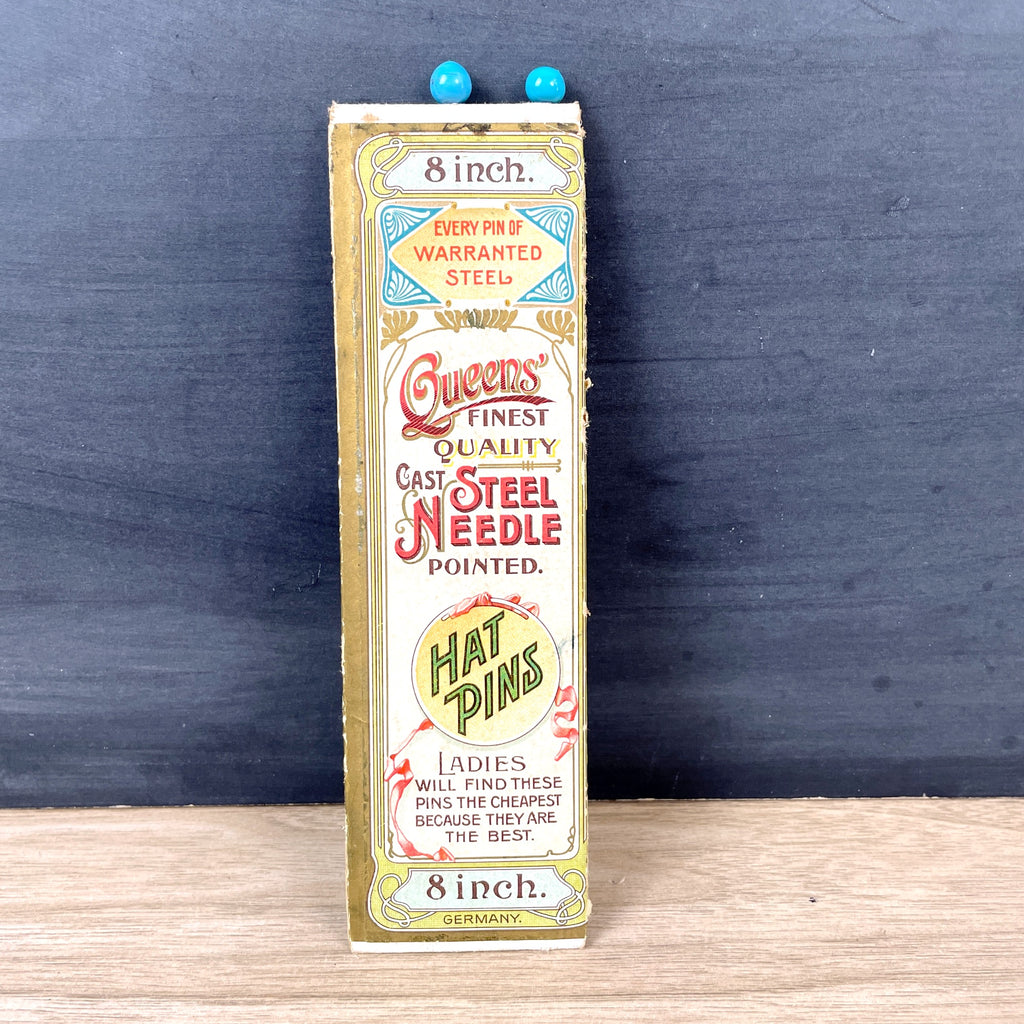 8 inch.
EVERY PIN OF
WARRANTED
STEEL
Queens'
FINEST
QUALITY
CAST STEEL
NEEDLE
POINTED.
HAT
PINS
LADIES
WILL FIND THESE
PINS THE CHEAPEST
BECAUSE THEY ARE
THE BEST.
8 inch.
GERMANY.